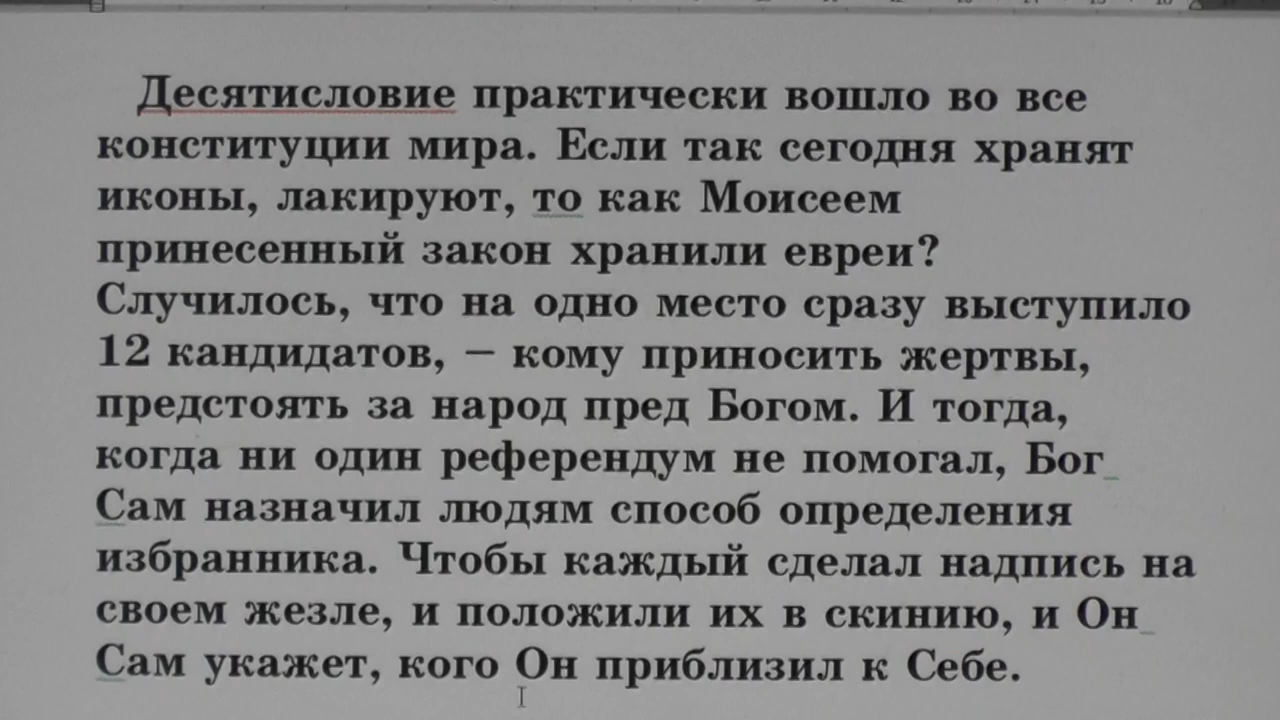 Десятисловие практически вошло во все
конституции мира. Если так сегодня хранят
иконы, лакируют, то как Моисеем
принесенный закон хранили евреи?
Случилось, что на одно место сразу выступило
12 кандидатов, – кому приносить жертвы,
предстоять за народ пред Богом. И тогда,
когда ни один референдум не помогал, Бог
Сам назначил людям способ определения
избранника. Чтобы каждый сделал надпись на
своем жезле, и положили их в скинию, и Он
Сам укажет, кого Он приблизил к Себе.